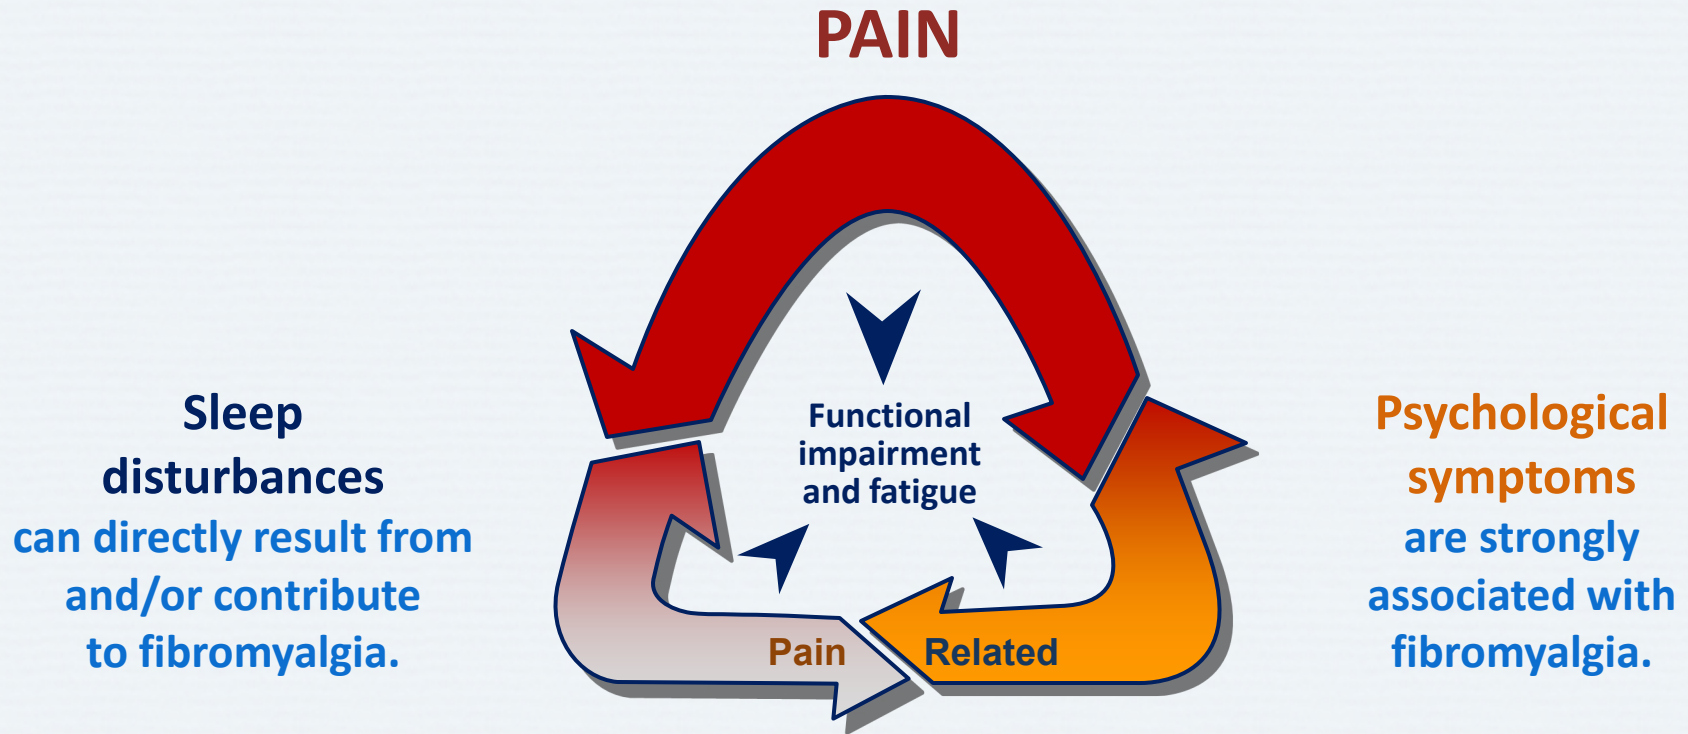 PAIN
Functional
impairment
and fatigue
Sleep
disturbances
can directly result from
and/or contribute
to fibromyalgia.
Psychological
symptoms
are strongly
associated with
fibromyalgia.
Pain Related